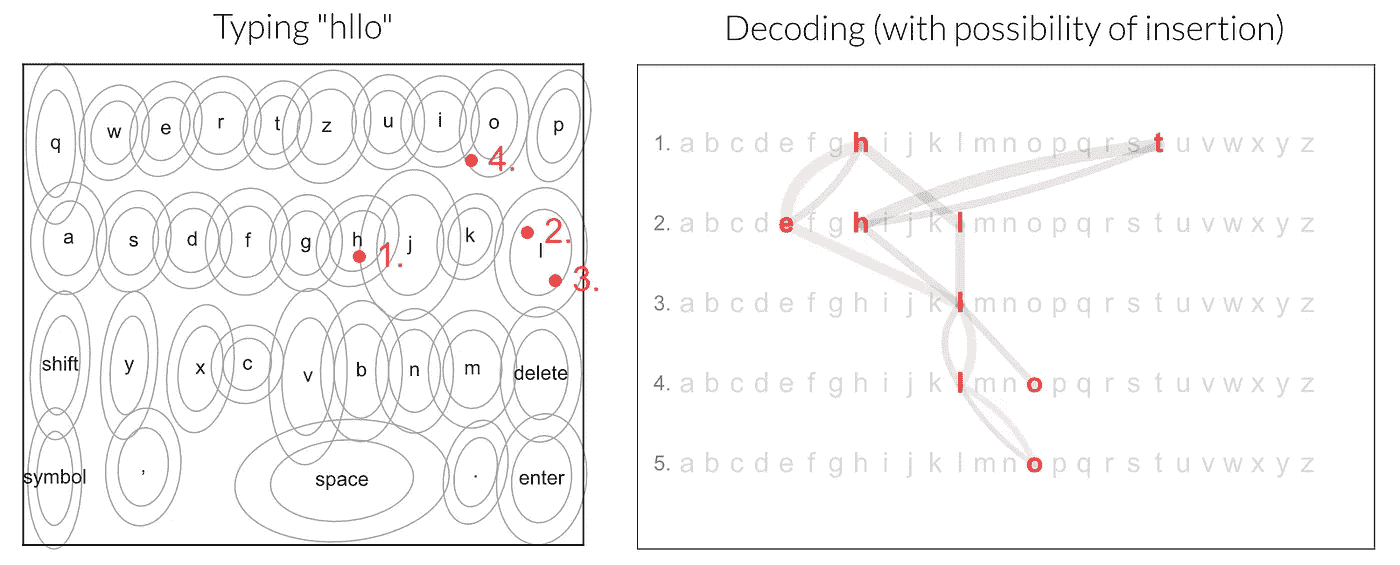 Typing "hllo"
q w e r t z u i o p
4.
a s d f g h j k l
1. 2.
3.
shift y x c v b n m delete
symbol , space . enter
Decoding (with possibility of insertion)
1. a b c d e f g h i j k l m n o p q r s t u v w x y z
2. a b c d e f g h i j k l m n o p q r s t u v w x y z
3. a b c d e f g h i j k l m n o p q r s t u v w x y z
4. a b c d e f g h i j k l m n o p q r s t u v w x y z
5. a b c d e f g h i j k l m n o p q r s t u v w x y z